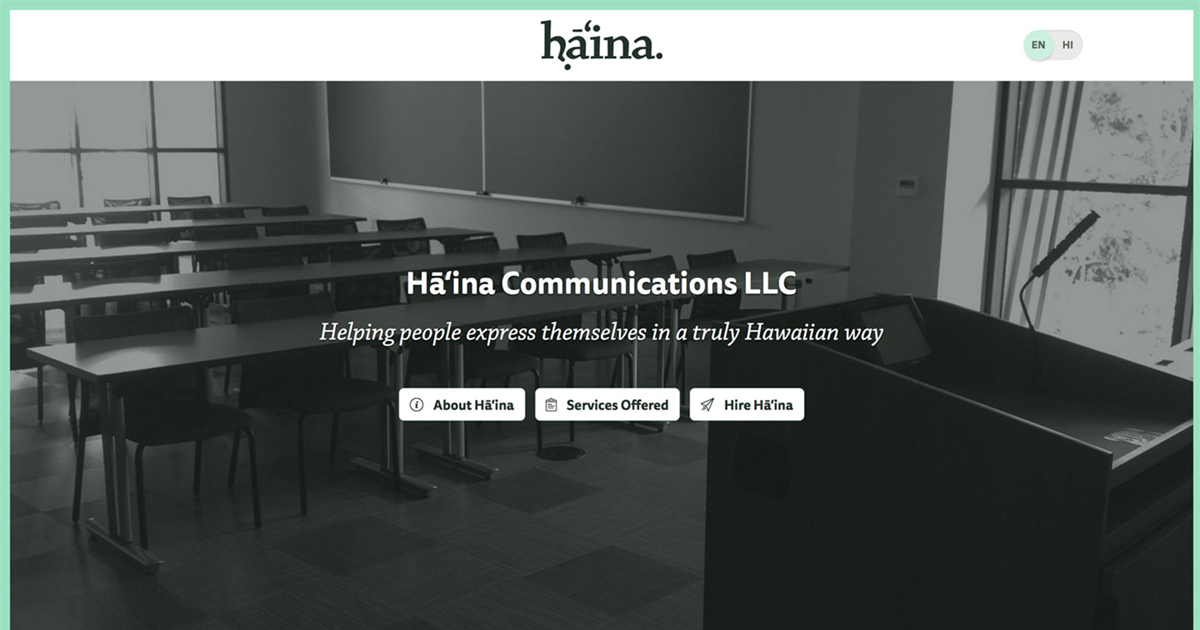 hāʻina.
EN HI
Hāʻina Communications LLC
Helping people express themselves in a truly Hawaiian way
About Hāʻina
Services Offered
Hire Hāʻina